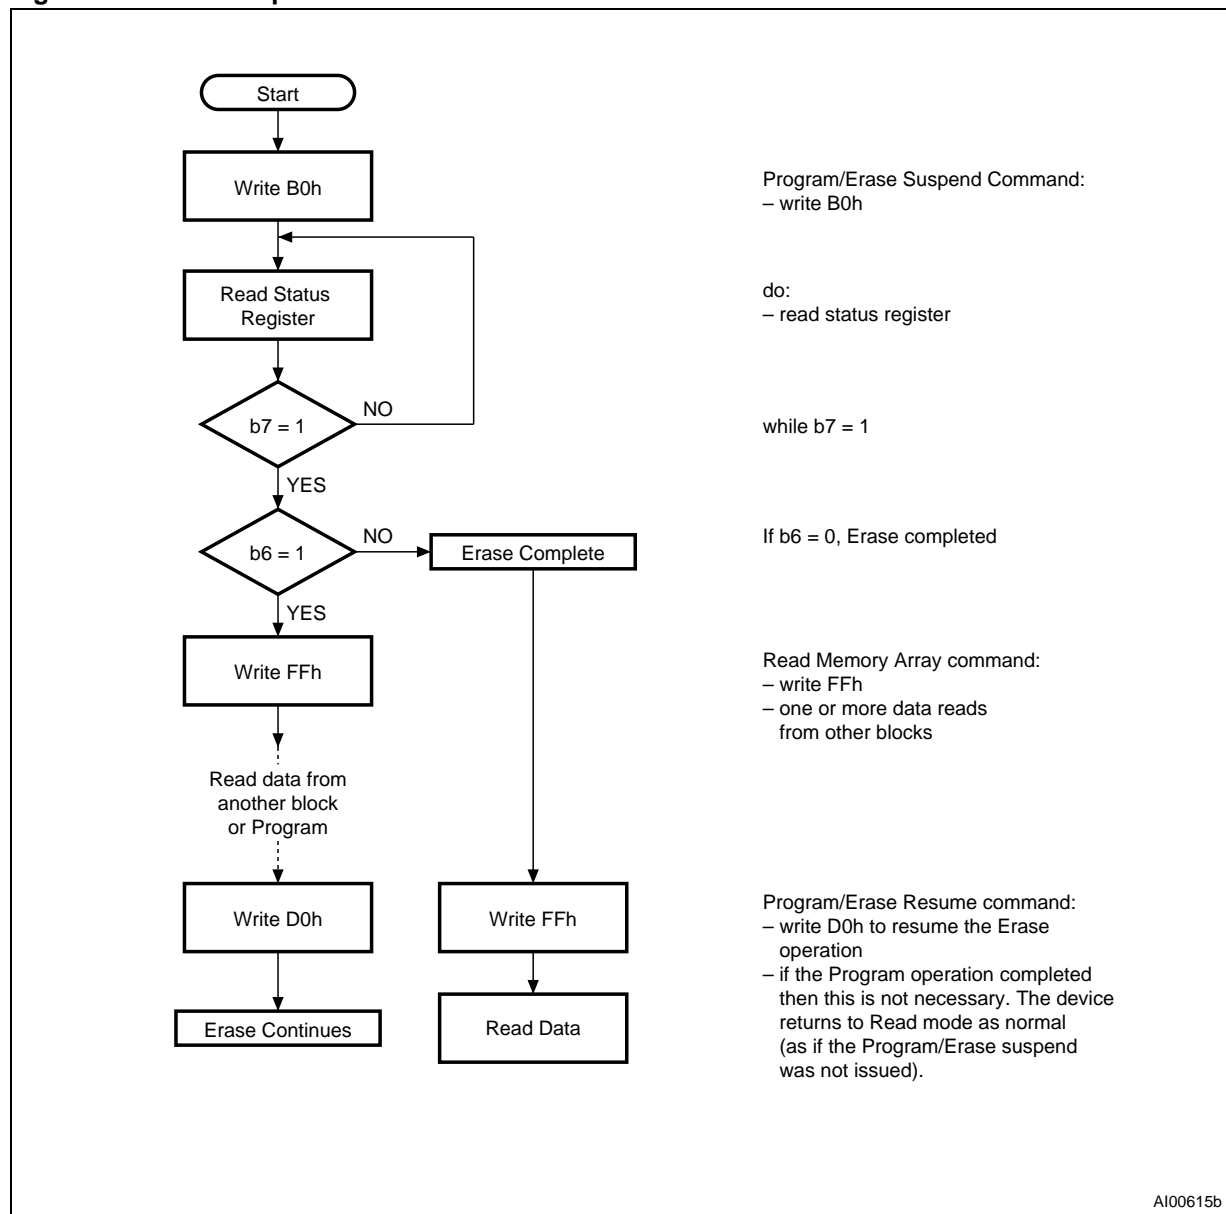 Start
Write B0h
Program/Erase Suspend Command:
– write B0h
Read Status
Register
do:
– read status register
NO
b7 = 1
while b7 = 1
YES
NO
b6 = 1
Erase Complete
If b6 = 0, Erase completed
YES
Write FFh
Read Memory Array command:
– write FFh
– one or more data reads
from other blocks
Read data from
another block
or Program
Write D0h
Write FFh
Program/Erase Resume command:
– write D0h to resume the Erase
operation
– if the Program operation completed
then this is not necessary. The device
returns to Read mode as normal
(as if the Program/Erase suspend
was not issued).
Erase Continues
Read Data
AI00615b